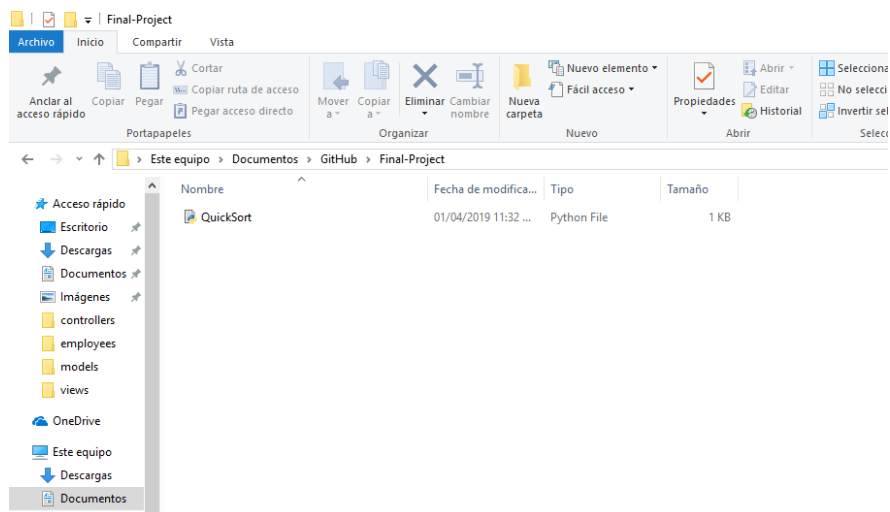 Final-Project
Archivo Inicio Compartir Vista
Anclar al acceso rápido
Copiar
Pegar
Cortar
Copiar ruta de acceso
Pegar acceso directo
Portapapeles
Mover a
Copiar a
Eliminar
Cambiar nombre
Organizar
Nueva carpeta
Nuevo elemento
Fácil acceso
Nuevo
Propiedades
Abrir
Editar
Historial
Abrir
Selecciona
No selecci
Invertir sel
Selec
Este equipo > Documentos > GitHub > Final-Project
Nombre Fecha de modifica... Tipo Tamaño
QuickSort 01/04/2019 11:32 ... Python File 1 KB
Acceso rápido
Escritorio
Descargas
Documentos
Imágenes
controllers
employees
models
views
OneDrive
Este equipo
Descargas
Documentos